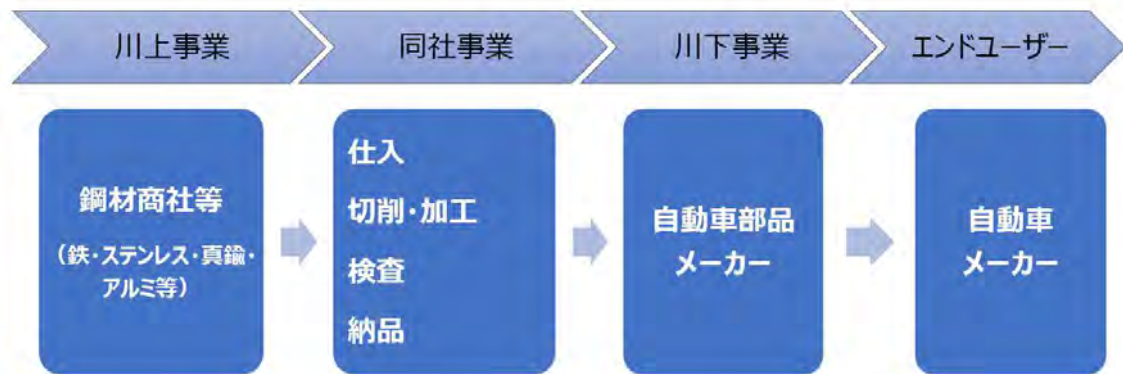 川上事業
同社事業
川下事業
エンドユーザー
鋼材商社等
（鉄・ステンレス・真鍮・
アルミ等）
仕入
切削・加工
検査
納品
自動車部品
メーカー
自動車
メーカー